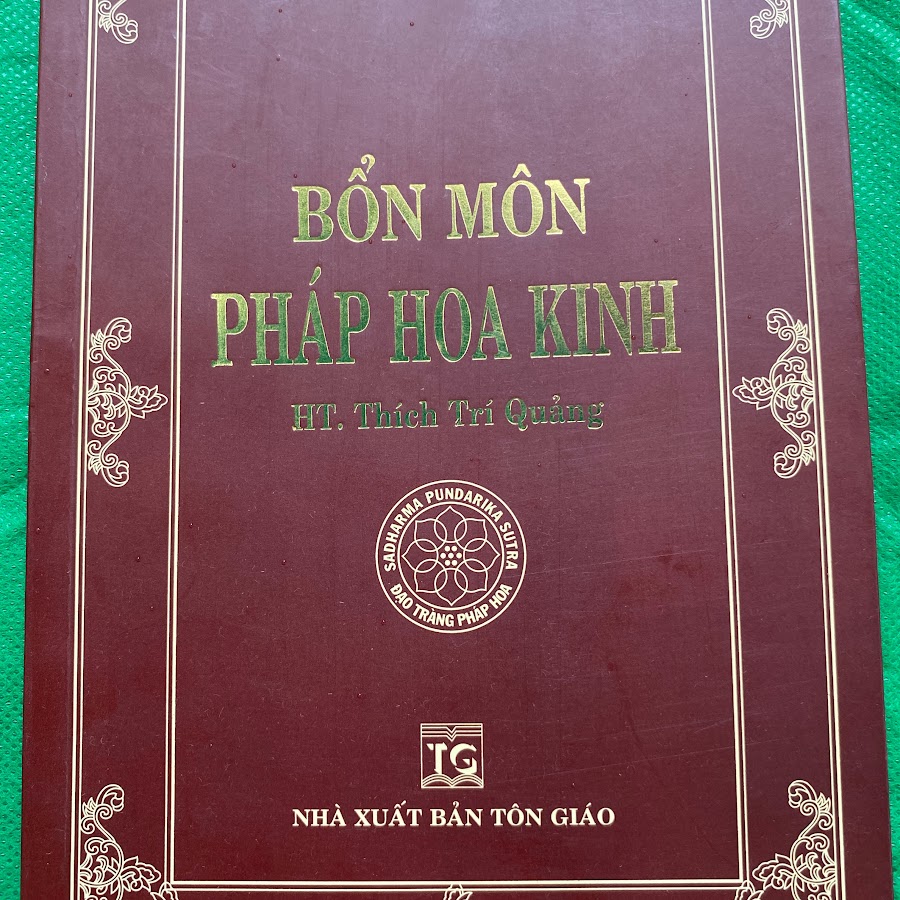 BỔN MÔN
PHÁP HOA KINH
HT. Thích Trí Quảng
SADHARMA PUNDARIKA SUTRA
ĐẠO TRÀNG PHÁP HOA
TG
NHÀ XUẤT BẢN TÔN GIÁO